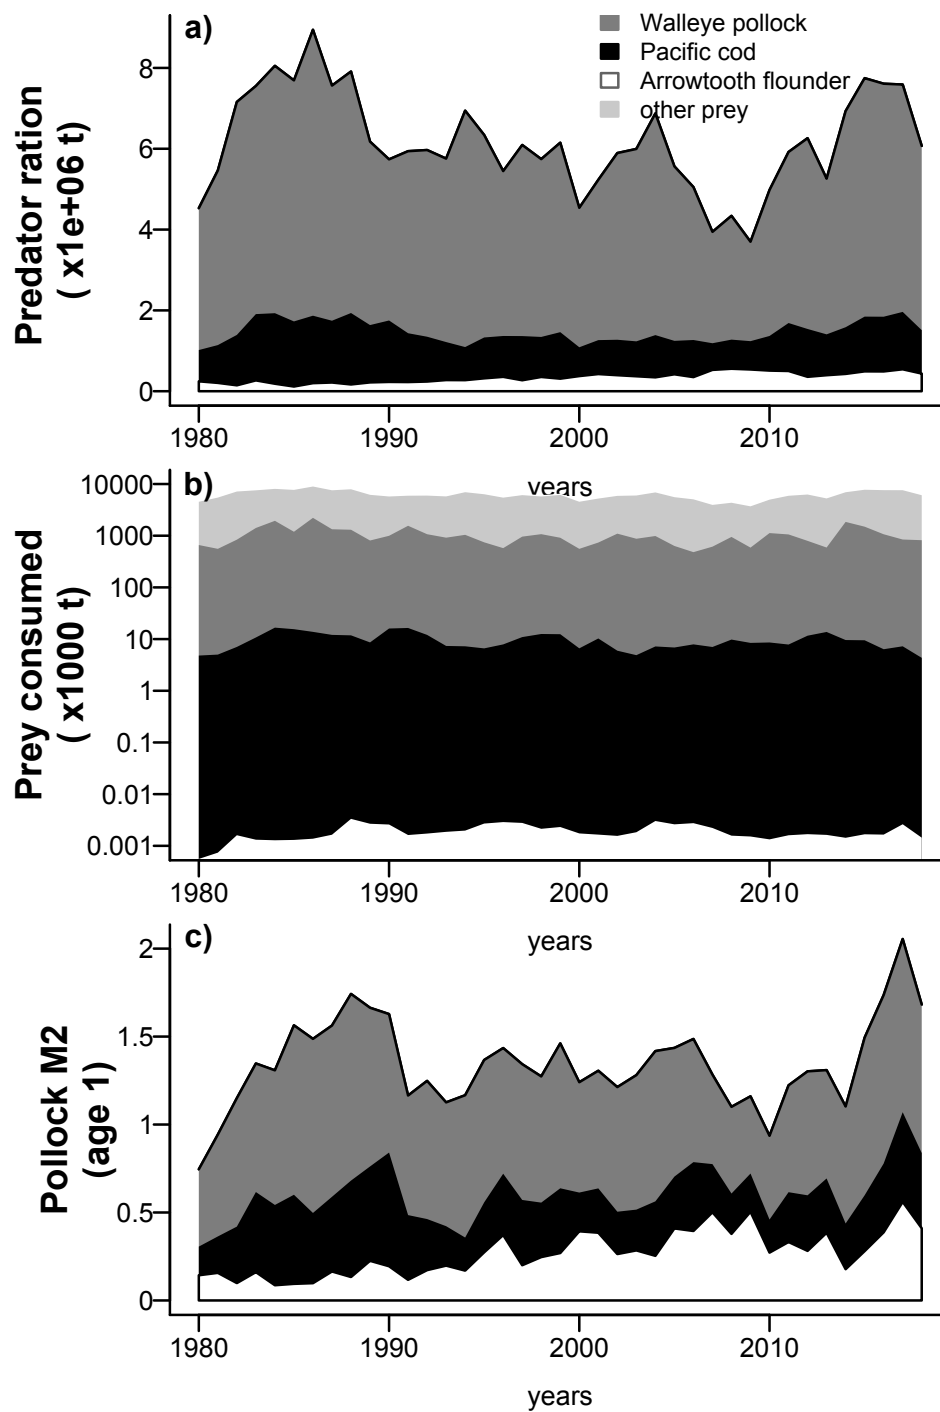 a)
Walleye pollock
Pacific cod
Arrowtooth flounder
other prey
Predator ration
( x1e+06 t)
8
6
4
2
0
1980 1990 2000 2010
years
b)
Prey consumed
( x1000 t)
10000
1000
100
10
1
0.1
0.01
0.001
1980 1990 2000 2010
years
c)
Pollock M2
(age 1)
2
1.5
1
0.5
0
1980 1990 2000 2010
years